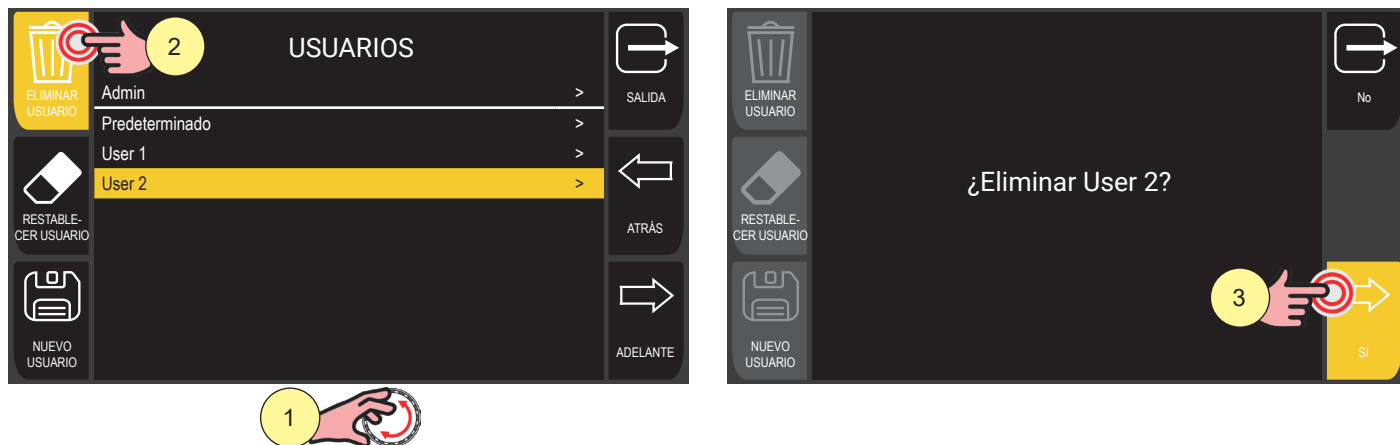 2
USUARIOS
ELIMINAR
USUARIO
Admin >
SALIDA
Predeterminado >
User 1 >
User 2 >
RESTABLE-
CER USUARIO
ATRÁS
NUEVO
USUARIO
ADELANTE
1
ELIMINAR
USUARIO
No
¿Eliminar User 2?
RESTABLE-
CER USUARIO
3
NUEVO
USUARIO
Sí